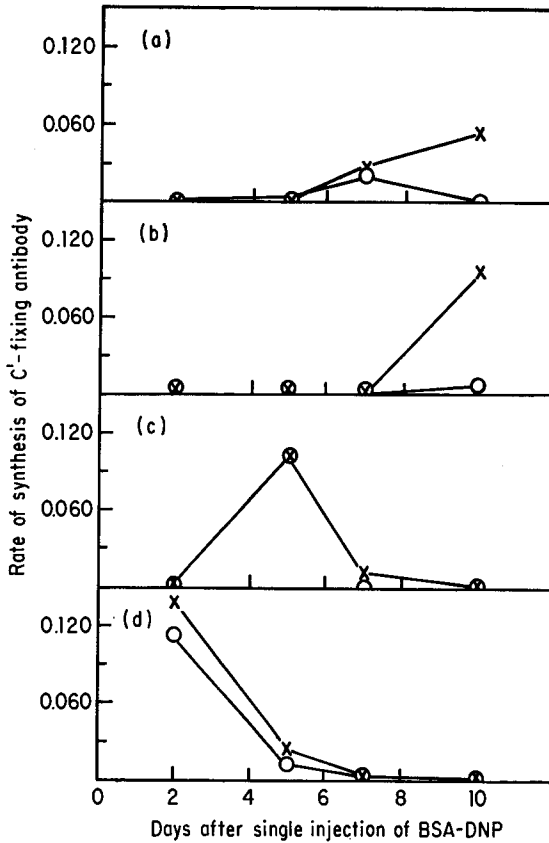 Rate of synthesis of C'-fixing antibody
0.120
(a)
0.060
0.120
(b)
0.060
0.120
(c)
0.060
0.120
(d)
0.060
0 2 4 6 8 10
Days after single injection of BSA-DNP